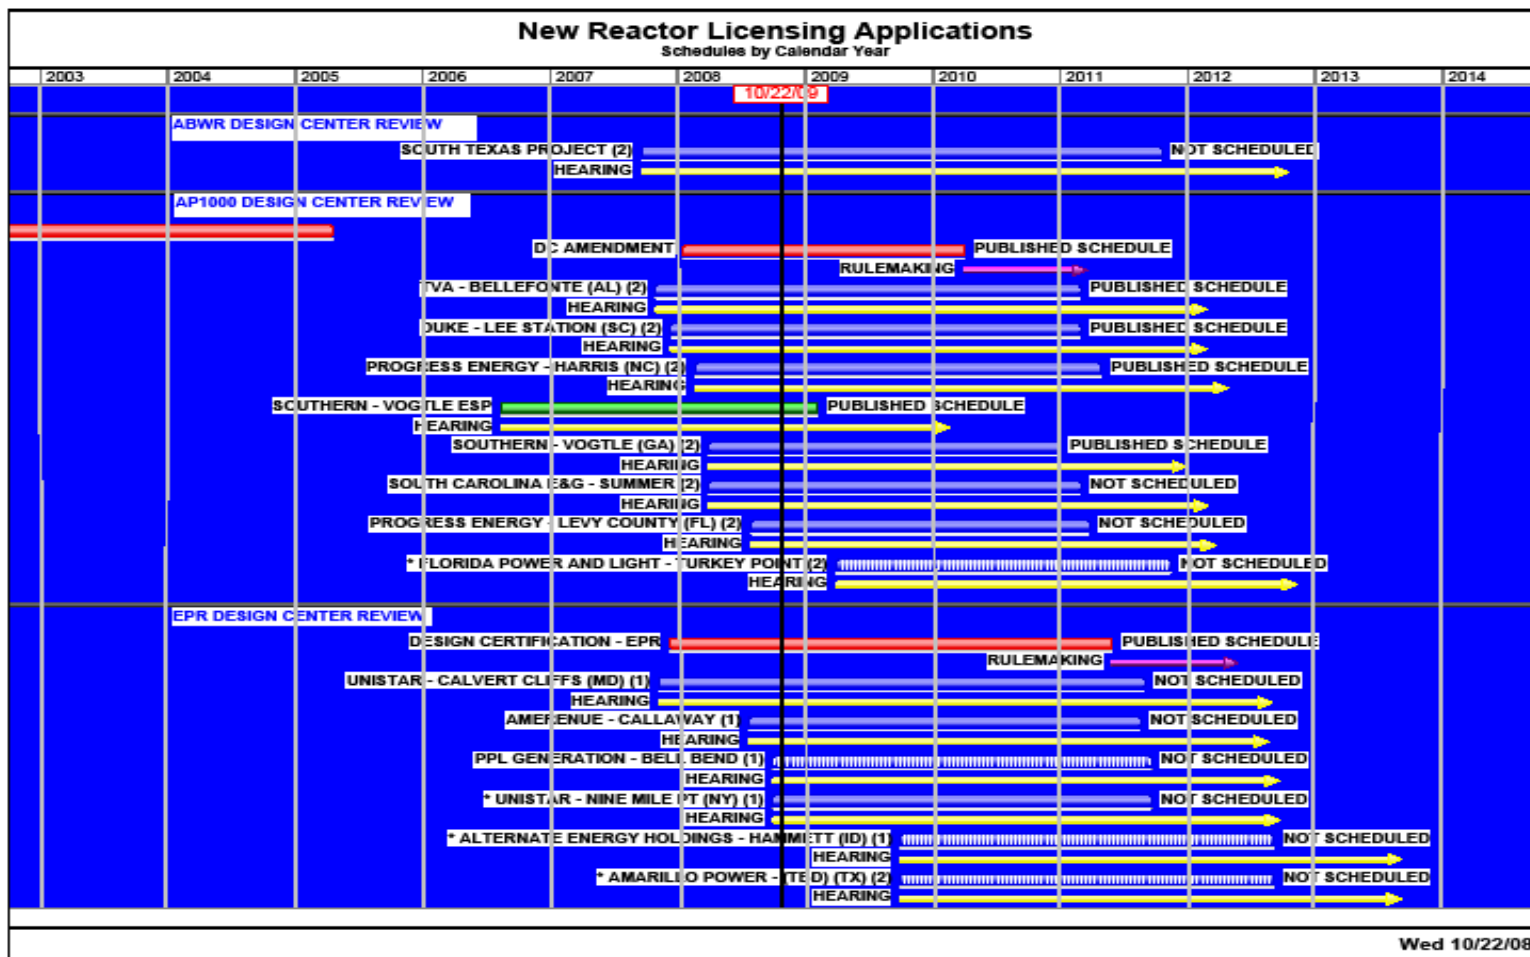 New Reactor Licensing Applications
Schedules by Calendar Year
2003 2004 2005 2006 2007 2008 2009 2010 2011 2012 2013 2014
10/22/09
ABWR DESIGN CENTER REVIEW
SOUTH TEXAS PROJECT (2) NOT SCHEDULED
HEARING
AP1000 DESIGN CENTER REVIEW
DC AMENDMENT PUBLISHED SCHEDULE
RULEMAKING
TVA - BELLEFONTE (AL) (2) PUBLISHED SCHEDULE
HEARING
DUKE - LEE STATION (SC) (2) PUBLISHED SCHEDULE
HEARING
PROGRESS ENERGY - HARRIS (NC) (2) PUBLISHED SCHEDULE
HEARING
SOUTHERN - VOGTLE ESP PUBLISHED SCHEDULE
HEARING
SOUTHERN - VOGTLE (GA) (2) PUBLISHED SCHEDULE
HEARING
SOUTH CAROLINA E&G - SUMMER (2) NOT SCHEDULED
HEARING
PROGRESS ENERGY - LEVY COUNTY (FL) (2) NOT SCHEDULED
HEARING
* FLORIDA POWER AND LIGHT - TURKEY POINT (2) NOT SCHEDULED
HEARING
EPR DESIGN CENTER REVIEW
DESIGN CERTIFICATION - EPR PUBLISHED SCHEDULE
RULEMAKING
UNISTAR - CALVERT CLIFFS (MD) (1) NOT SCHEDULED
HEARING
AMERENUE - CALLAWAY (1) NOT SCHEDULED
HEARING
PPL GENERATION - BELL BEND (1) NOT SCHEDULED
HEARING
* UNISTAR - NINE MILE PT (NY) (1) NOT SCHEDULED
HEARING
* ALTERNATE ENERGY HOLDINGS - HAMMETT (ID) (1) NOT SCHEDULED
HEARING
* AMARILLO POWER - (TBD) (TX) (2) NOT SCHEDULED
HEARING
Wed 10/22/08